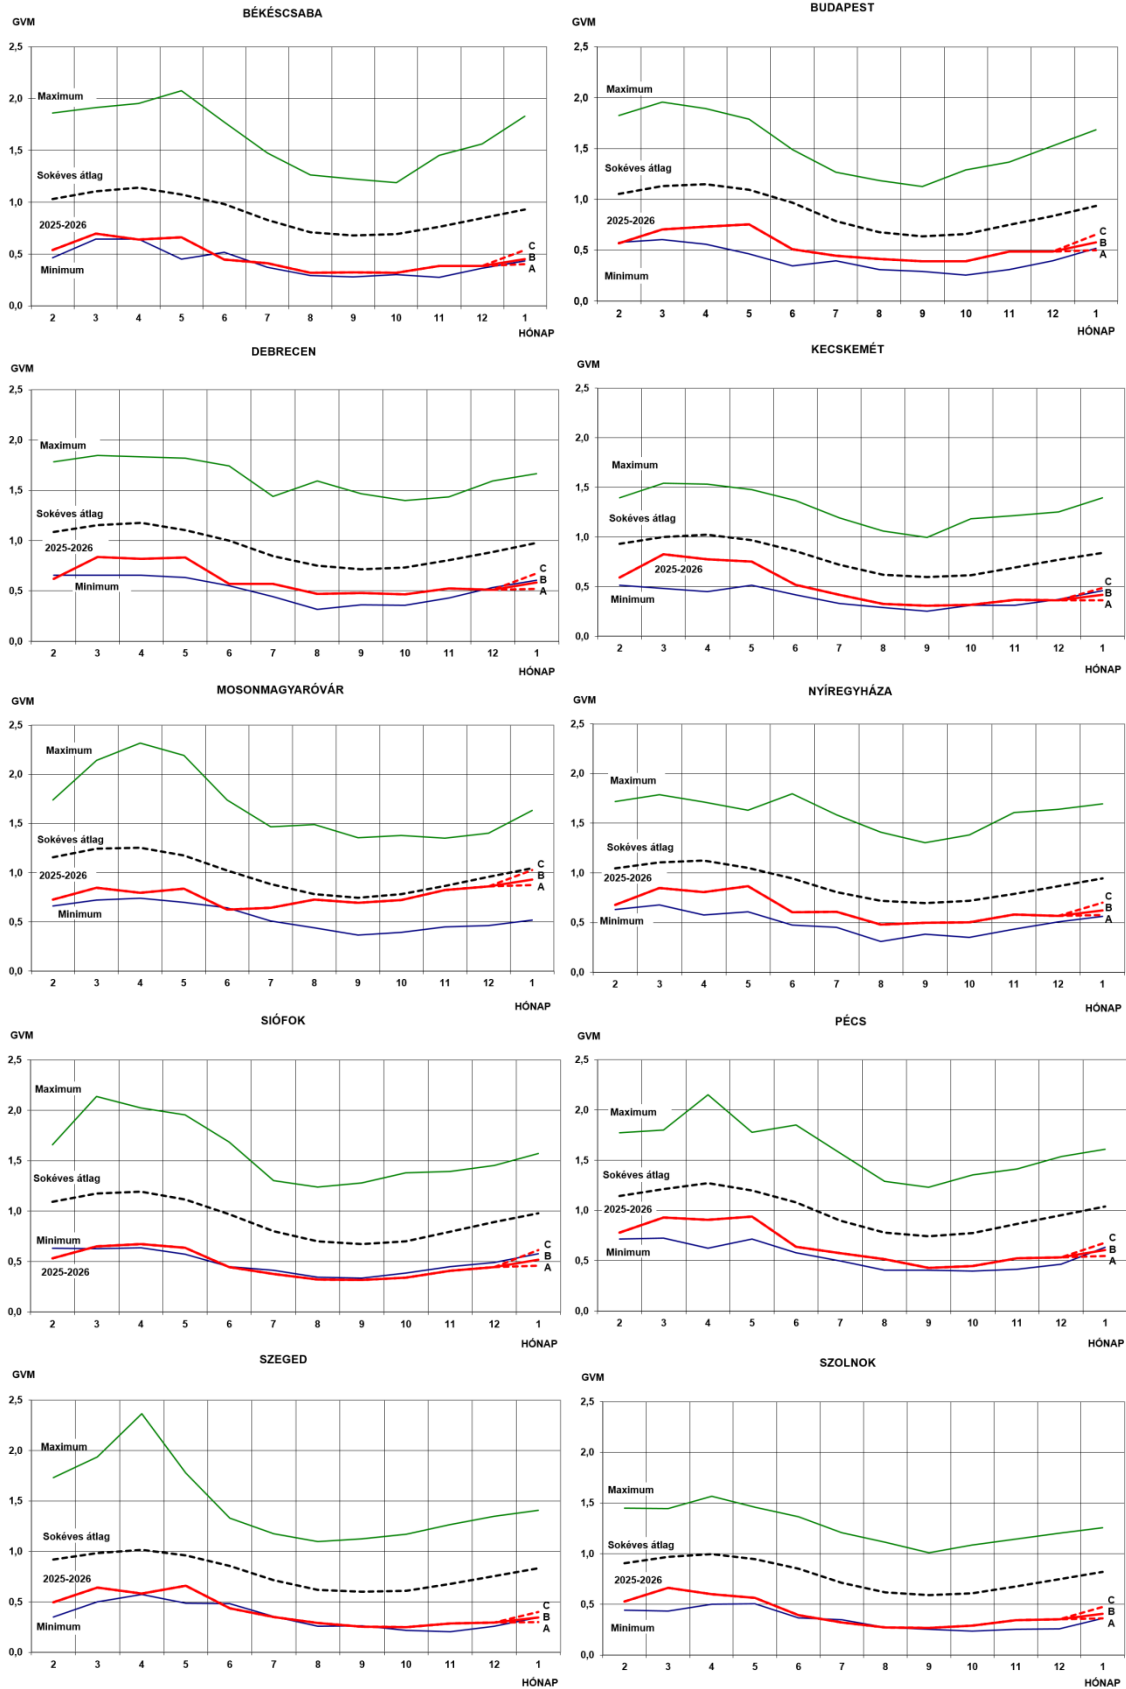 BÉKÉSCSABA
GVM
2,5
2,0
1,5
1,0
0,5
0,0
Maximum
Sokéves átlag
2025-2026
Minimum
C
B
A
2 3 4 5 6 7 8 9 10 11 12 1
HÓNAP
BUDAPEST
GVM
2,5
2,0
1,5
1,0
0,5
0,0
Maximum
Sokéves átlag
2025-2026
Minimum
C
B
A
2 3 4 5 6 7 8 9 10 11 12 1
HÓNAP
DEBRECEN
GVM
2,5
2,0
1,5
1,0
0,5
0,0
Maximum
Sokéves átlag
2025-2026
Minimum
C
B
A
2 3 4 5 6 7 8 9 10 11 12 1
HÓNAP
KECSKEMÉT
GVM
2,5
2,0
1,5
1,0
0,5
0,0
Maximum
Sokéves átlag
2025-2026
Minimum
C
B
A
2 3 4 5 6 7 8 9 10 11 12 1
HÓNAP
MOSONMAGYARÓVÁR
GVM
2,5
2,0
1,5
1,0
0,5
0,0
Maximum
Sokéves átlag
2025-2026
Minimum
C
B
A
2 3 4 5 6 7 8 9 10 11 12 1
HÓNAP
NYÍREGYHÁZA
GVM
2,5
2,0
1,5
1,0
0,5
0,0
Maximum
Sokéves átlag
2025-2026
Minimum
C
B
A
2 3 4 5 6 7 8 9 10 11 12 1
HÓNAP
SIÓFOK
GVM
2,5
2,0
1,5
1,0
0,5
0,0
Maximum
Sokéves átlag
Minimum
2025-2026
C
B
A
2 3 4 5 6 7 8 9 10 11 12 1
HÓNAP
PÉCS
GVM
2,5
2,0
1,5
1,0
0,5
0,0
Maximum
Sokéves átlag
2025-2026
Minimum
C
B
A
2 3 4 5 6 7 8 9 10 11 12 1
HÓNAP
SZEGED
GVM
2,5
2,0
1,5
1,0
0,5
0,0
Maximum
Sokéves átlag
2025-2026
Minimum
C
B
A
2 3 4 5 6 7 8 9 10 11 12 1
HÓNAP
SZOLNOK
GVM
2,5
2,0
1,5
1,0
0,5
0,0
Maximum
Sokéves átlag
2025-2026
Minimum
C
B
A
2 3 4 5 6 7 8 9 10 11 12 1
HÓNAP